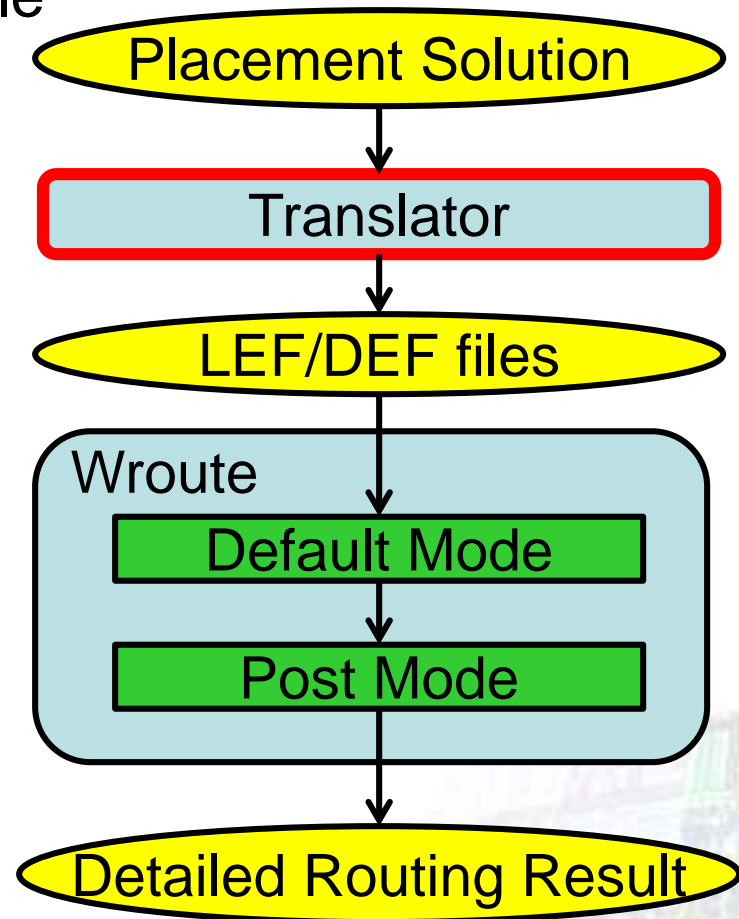 Placement Solution
Translator
LEF/DEF files
Wroute
Default Mode
Post Mode
Detailed Routing Result